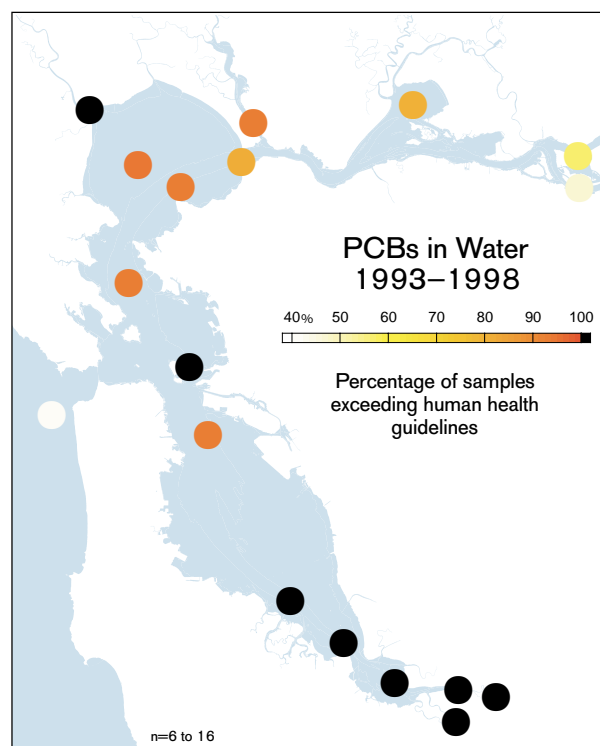 PCBs in Water
1993–1998
40% 50 60 70 80 90 100
Percentage of samples
exceeding human health
guidelines
n=6 to 16